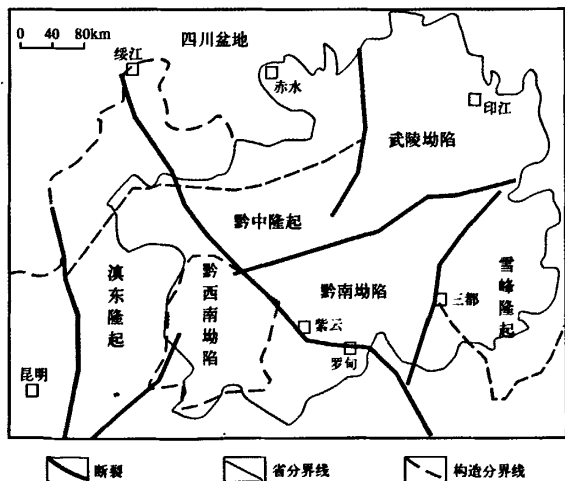 0 40 80km
四川盆地
绥江
赤水
印江
武陵坳陷
黔中隆起
滇东隆起
黔西南坳陷
黔南坳陷
雪峰隆起
三都
紫云
罗甸
昆明
断裂
省分界线
构造分界线